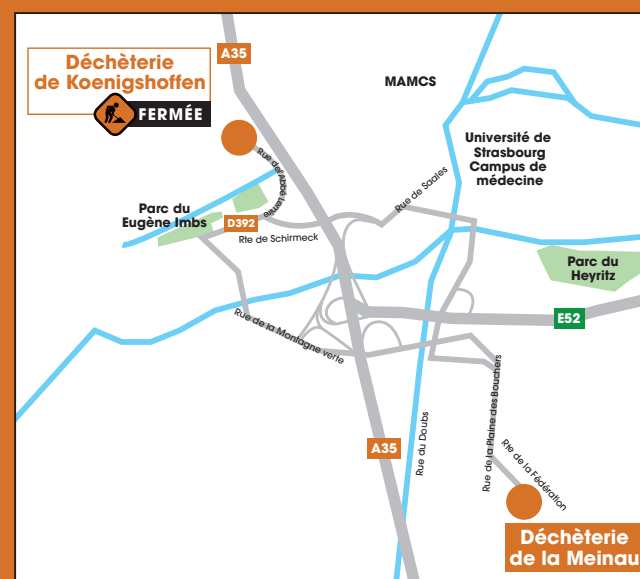 Déchèterie
de Koenigshoffen
FERMÉE
A35
MAMCS
Université de
Strasbourg
Campus de
médecine
Rue de l'Abbé Lemire
Rue de Saales
Parc du
Eugène Imbs
D392
Rte de Schirmeck
Parc du
Heyritz
E52
Rue de la Montagne verte
A35
Rue du Doubs
Rue de la Plaine des Bouchers
Rte de la Fédération
Déchèterie
de la Meinau